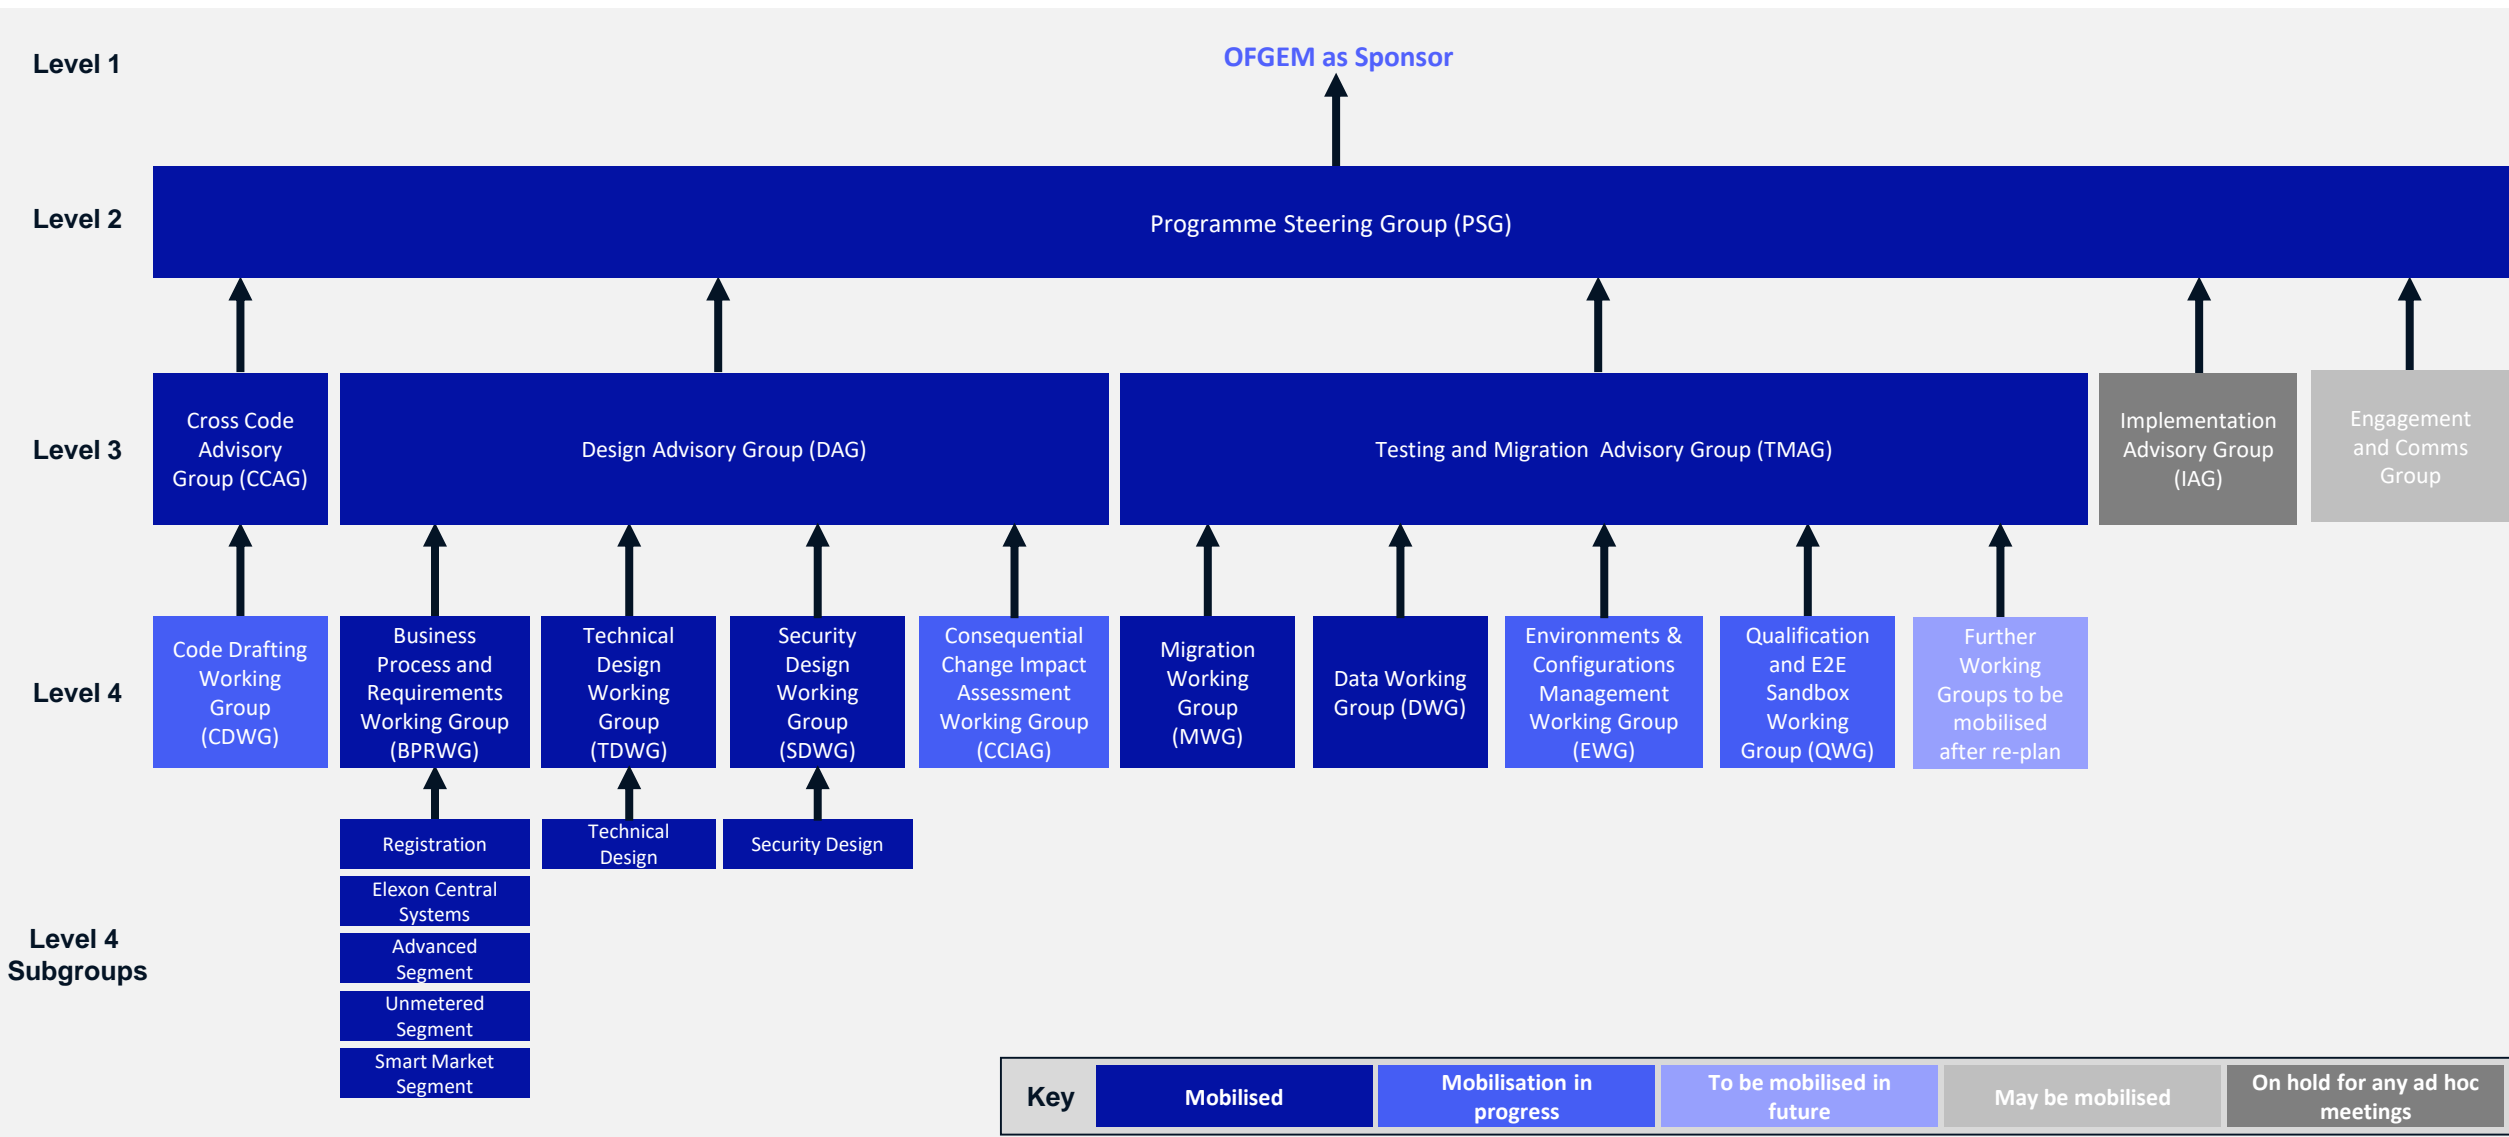 Level 1
OFGEM as Sponsor
Level 2
Programme Steering Group (PSG)
Level 3
Cross Code
Advisory
Group (CCAG)
Design Advisory Group (DAG)
Testing and Migration  Advisory Group (TMAG)
Implementation
Advisory Group
(IAG)
Engagement
and Comms
Group
Level 4
Code Drafting
Working
Group
(CDWG)
Business
Process and
Requirements
Working Group
(BPRWG)
Technical
Design
Working
Group
(TDWG)
Security
Design
Working
Group
(SDWG)
Consequential
Change Impact
Assessment
Working Group
(CCIAG)
Migration
Working
Group
(MWG)
Data Working
Group (DWG)
Environments &
Configurations
Management
Working Group
(EWG)
Qualification
and E2E
Sandbox
Working
Group (QWG)
Further
Working
Groups to be
mobilised
after re-plan
Level 4
Subgroups
Registration
Elexon Central
Systems
Advanced
Segment
Unmetered
Segment
Smart Market
Segment
Technical
Design
Security Design
Key
Mobilised
Mobilisation in
progress
To be mobilised in
future
May be mobilised
On hold for any ad hoc
meetings